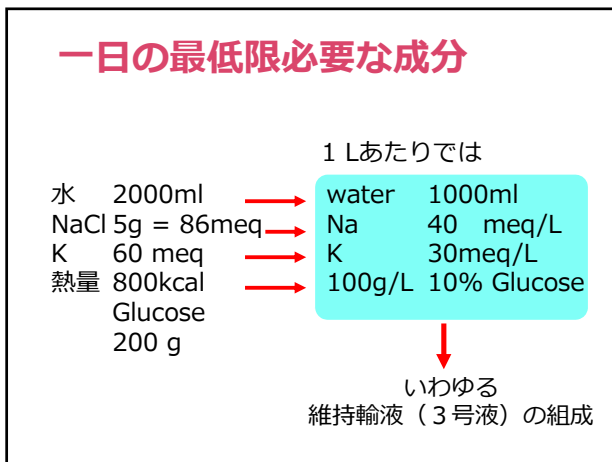 一日の最低限必要な成分
1 Lあたりでは
水 2000ml water 1000ml
NaCl 5g = 86meq Na 40 meq/L
K 60 meq K 30meq/L
熱量 800kcal 100g/L 10% Glucose
Glucose
200 g
いわゆる
維持輸液（３号液）の組成